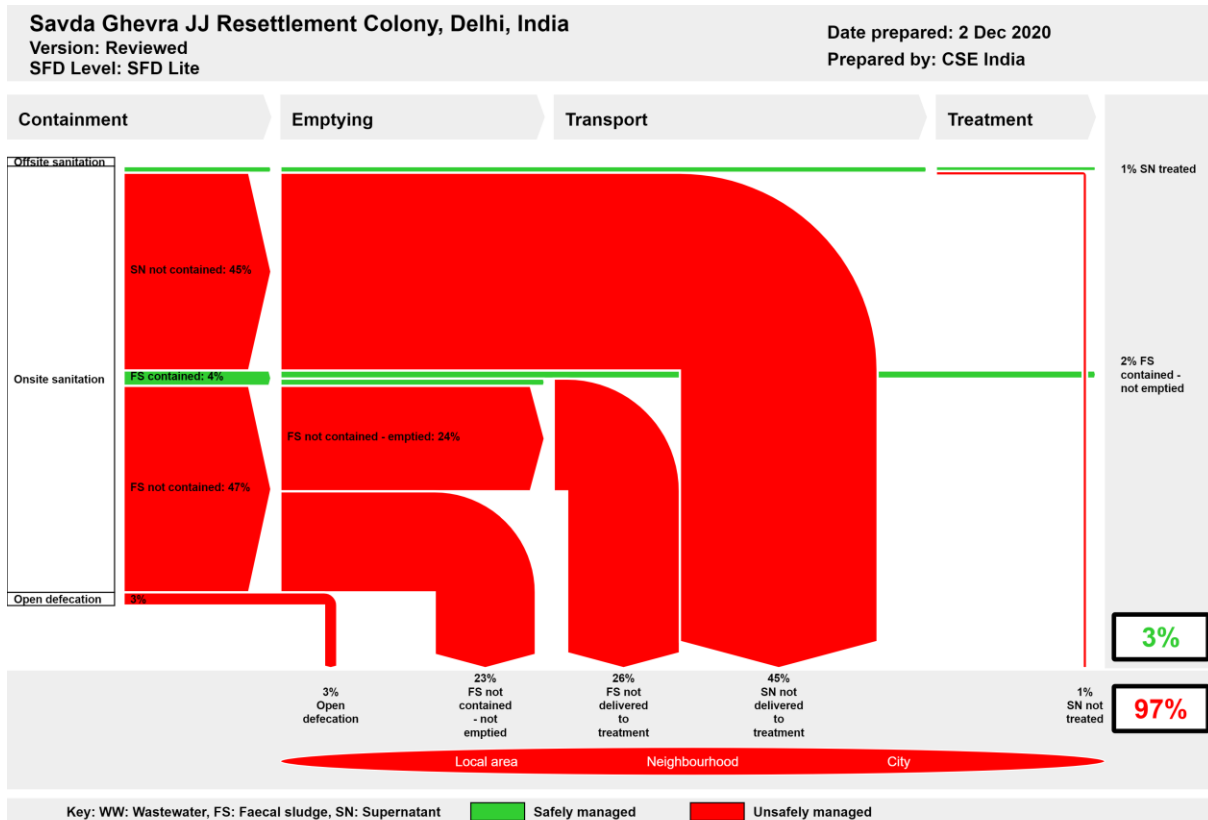 Savda Ghevra JJ Resettlement Colony, Delhi, India
Version: Reviewed
SFD Level: SFD Lite
Date prepared: 2 Dec 2020
Prepared by: CSE India
Containment
Emptying
Transport
Treatment
Offsite sanitation
1% SN treated
SN not contained: 45%
2% FS
contained -
not emptied
Onsite sanitation
FS contained: 4%
FS not contained - emptied: 24%
FS not contained: 47%
Open defecation
3%
3%
97%
3%
Open
defecation
23%
FS not
contained
- not
emptied
26%
FS not
delivered
to
treatment
45%
SN not
delivered
to
treatment
1%
SN not
treated
Local area
Neighbourhood
City
Key: WW: Wastewater, FS: Faecal sludge, SN: Supernatant
Safely managed
Unsafely managed